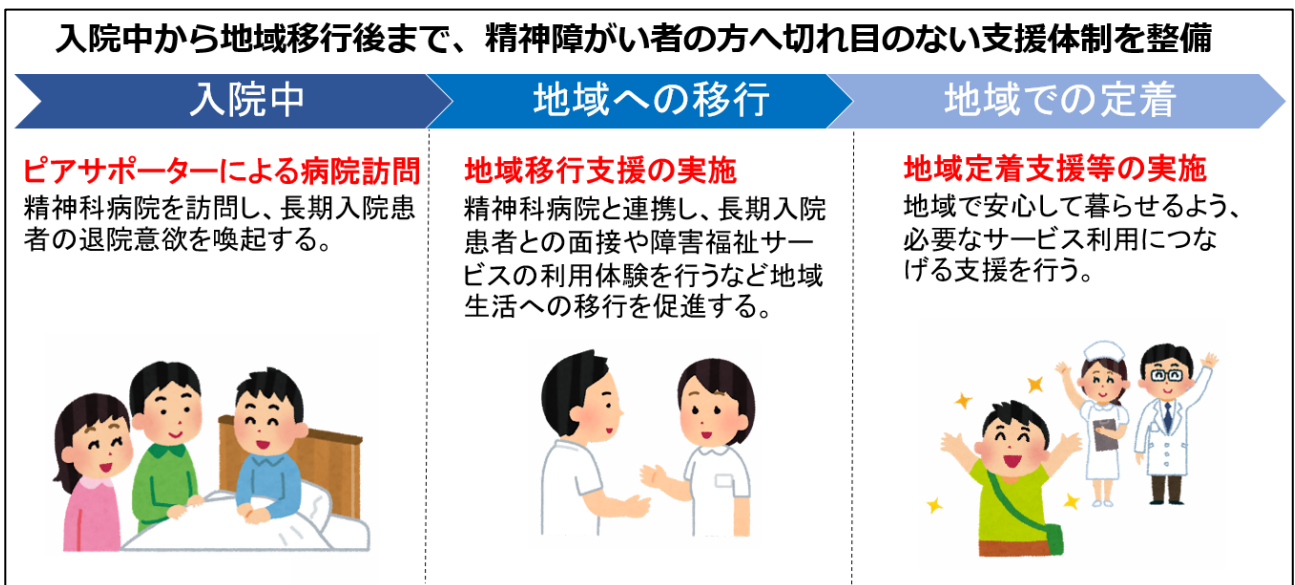 入院中から地域移行後まで、精神障がい者の方へ切れ目のない支援体制を整備
入院中
地域への移行
地域での定着
ピアサポーターによる病院訪問
精神科病院を訪問し、長期入院患
者の退院意欲を喚起する。
地域移行支援の実施
精神科病院と連携し、長期入院
患者との面接や障害福祉サー
ビスの利用体験を行うなど地域
生活への移行を促進する。
地域定着支援等の実施
地域で安心して暮らせるよう、
必要なサービス利用につな
げる支援を行う。